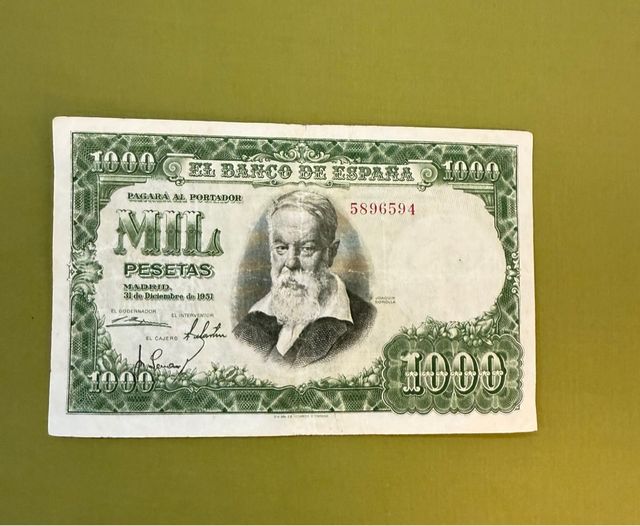 1000 EL BANCO DE ESPAÑA 1000
PAGARÁ AL PORTADOR
5896594
MIL
PESETAS
MADRID,
31 de Diciembre de 1951
EL GOBERNADOR EL INTERVENTOR
EL CAJERO
JOAQUIN
SOROLLA
1000 1000